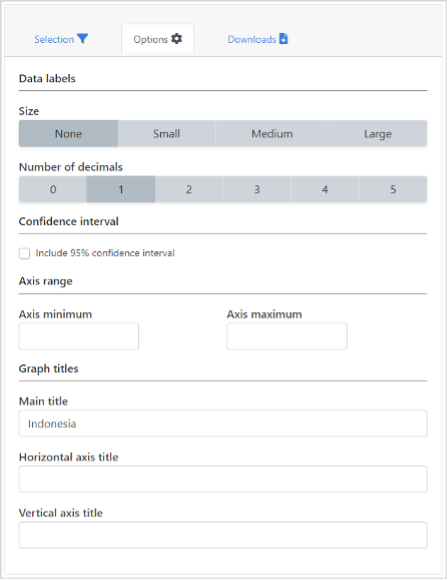 Selection Options Downloads
Data labels
Size
None Small Medium Large
Number of decimals
0 1 2 3 4 5
Confidence interval
Include 95% confidence interval
Axis range
Axis minimum Axis maximum
Graph titles
Main title
Indonesia
Horizontal axis title
Vertical axis title